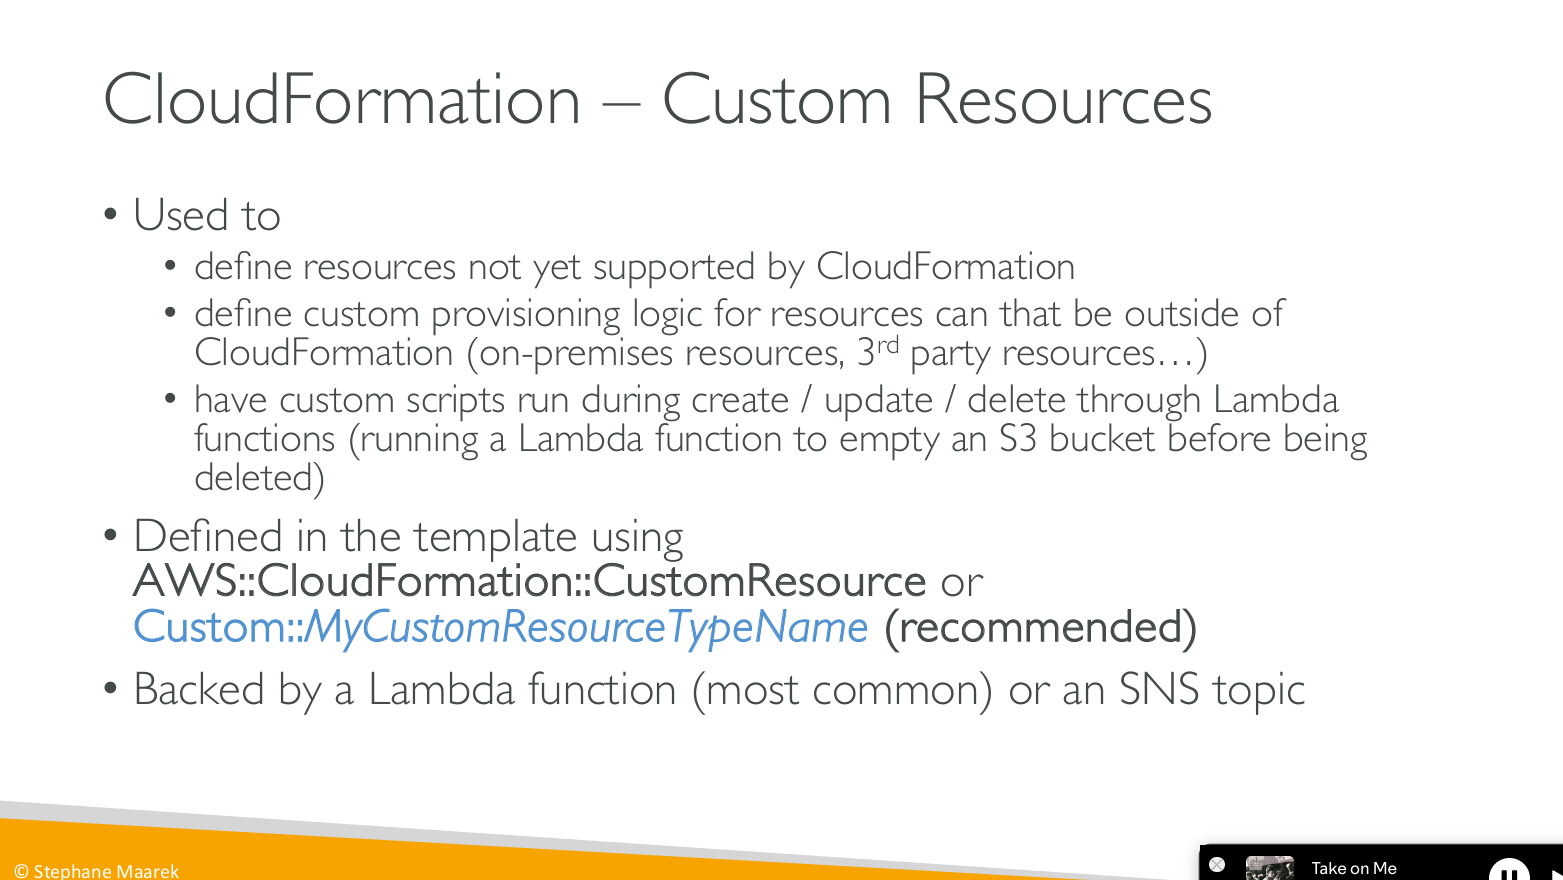 CloudFormation – Custom Resources
• Used to
• define resources not yet supported by CloudFormation
• define custom provisioning logic for resources can that be outside of
CloudFormation (on-premises resources, 3rd party resources…)
• have custom scripts run during create / update / delete through Lambda
functions (running a Lambda function to empty an S3 bucket before being
deleted)
• Defined in the template using
AWS::CloudFormation::CustomResource or
Custom::MyCustomResourceTypeName (recommended)
• Backed by a Lambda function (most common) or an SNS topic
© Stephane Maarek
Take on Me